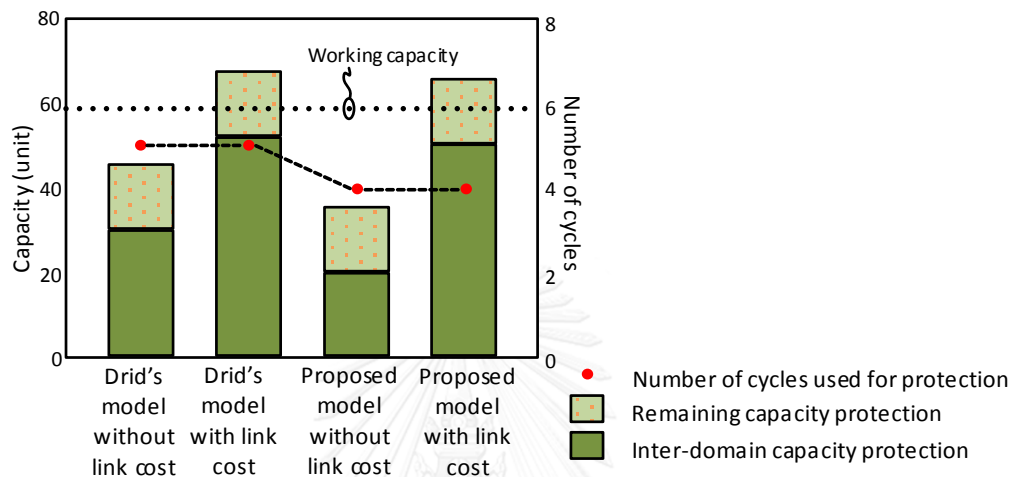 80
60
40
20
0
Capacity (unit)
Working capacity
8
6
4
2
0
Number of cycles
Drid's
model
without
link cost
Drid's
model
with link
cost
Proposed
model
without
link cost
Proposed
model
with link
cost
Number of cycles used for protection
Remaining capacity protection
Inter-domain capacity protection